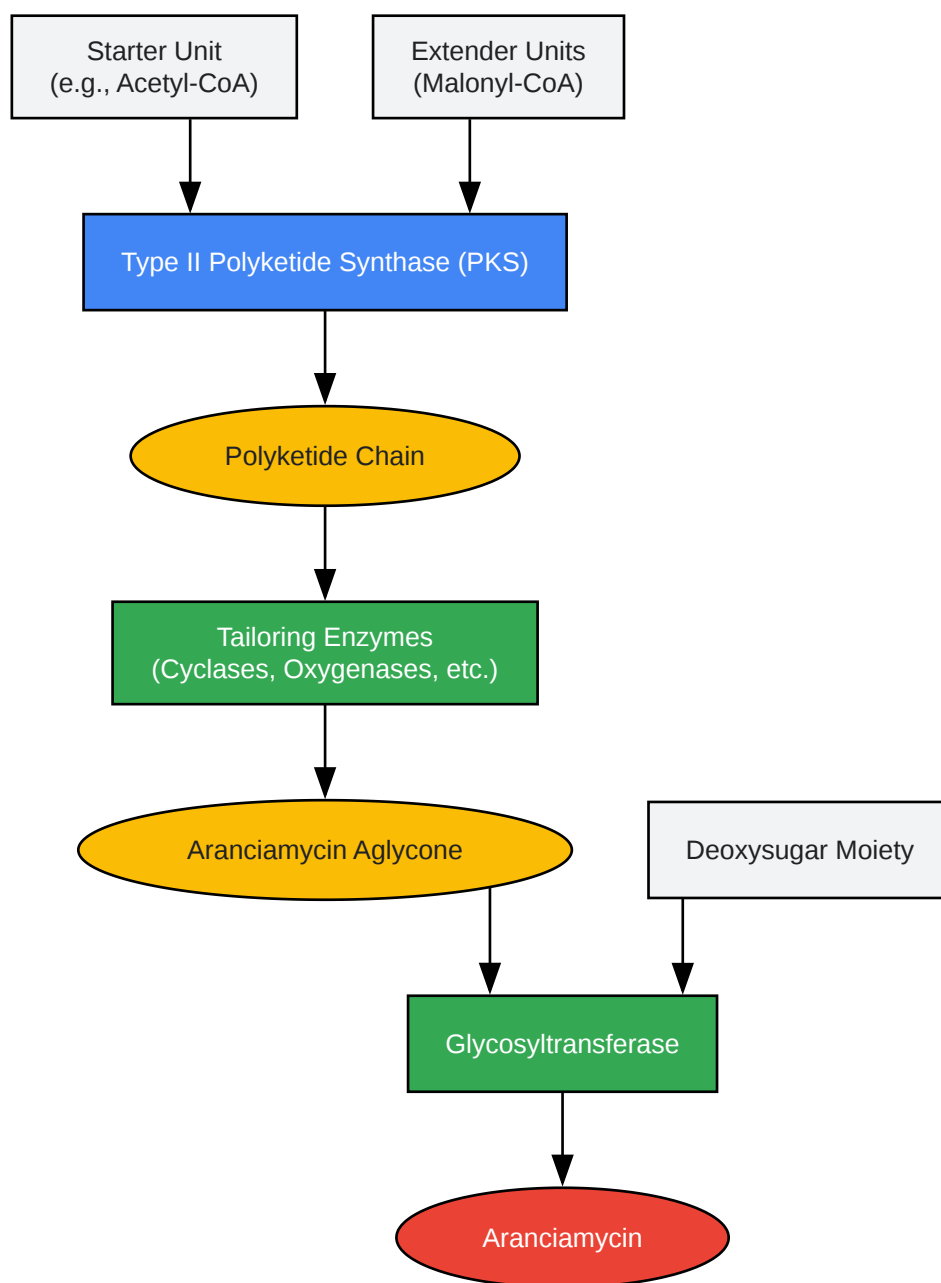 Starter Unit
(e.g., Acetyl-CoA)
Extender Units
(Malonyl-CoA)
Type II Polyketide Synthase (PKS)
Polyketide Chain
Tailoring Enzymes
(Cyclases, Oxygenases, etc.)
Aranciamycin Aglycone
Deoxysugar Moiety
Glycosyltransferase
Aranciamycin